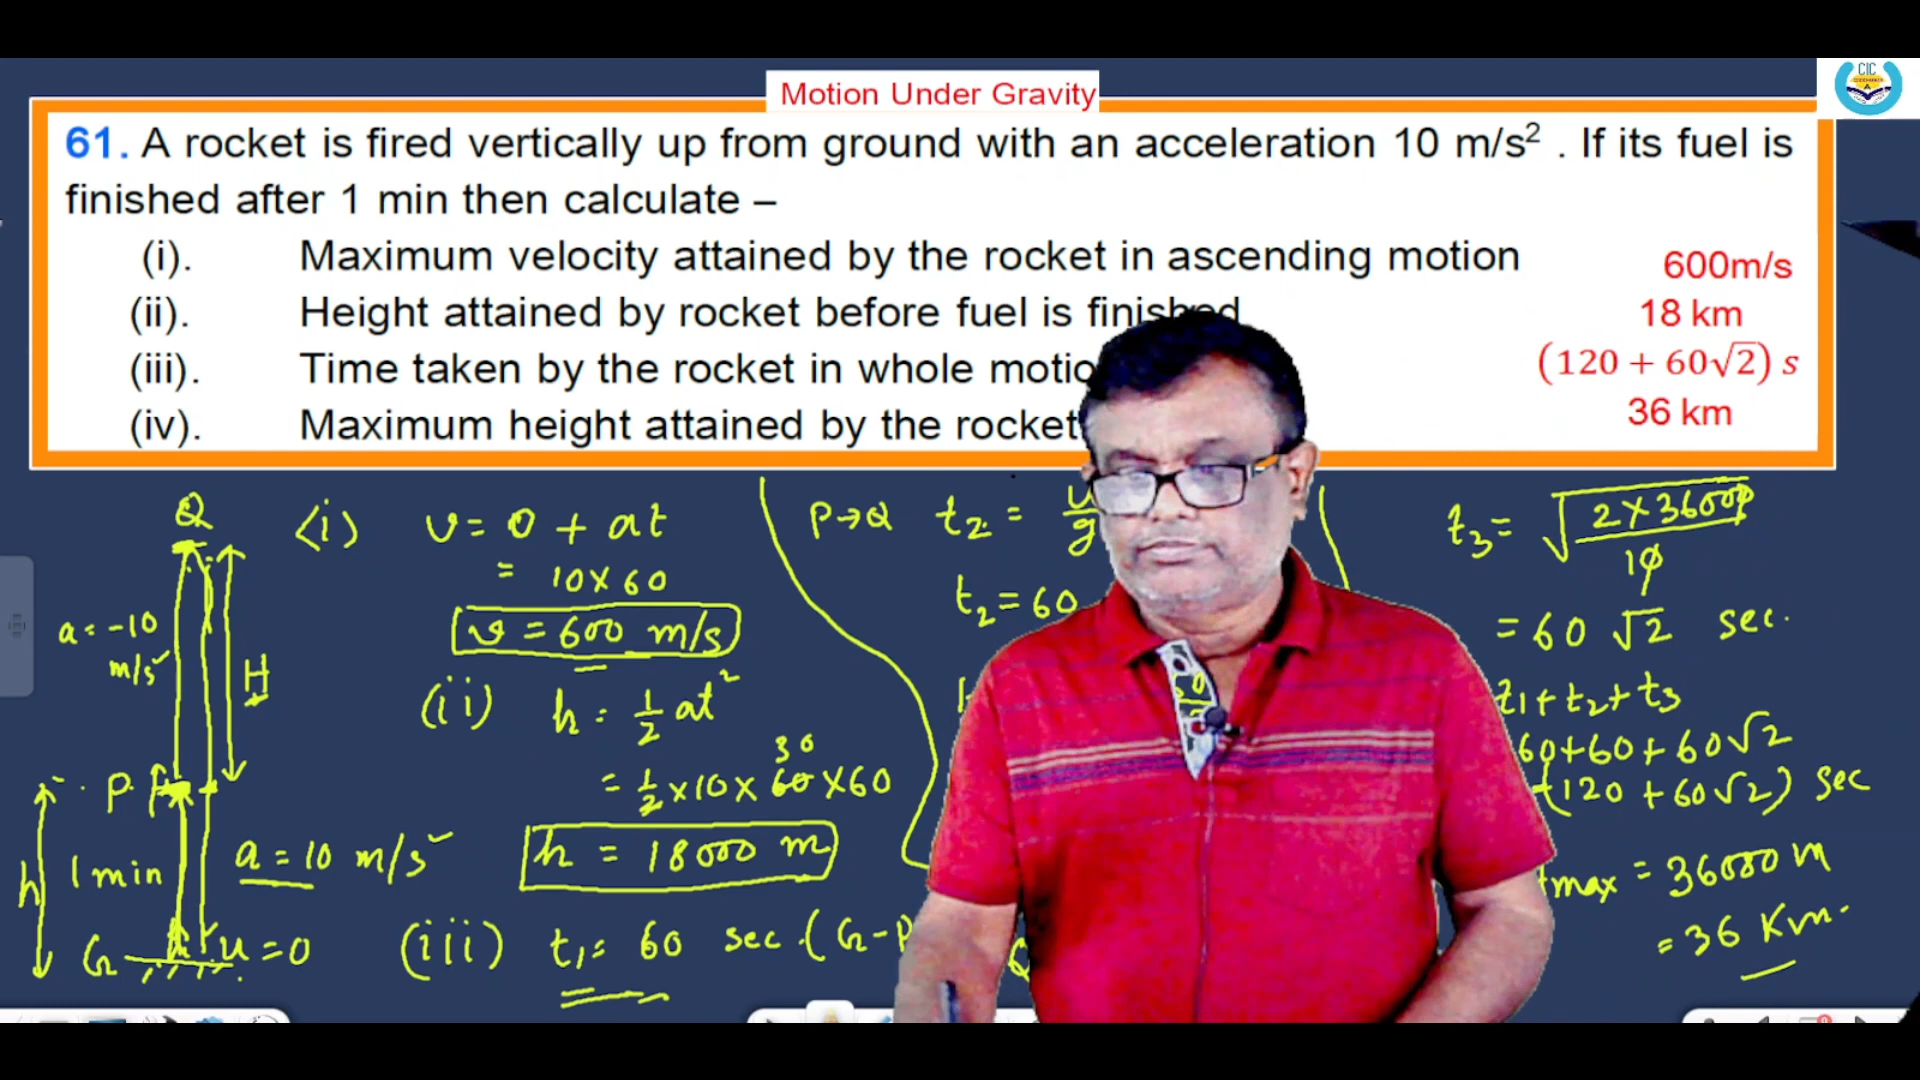 Motion Under Gravity
CIC
61. A rocket is fired vertically up from ground with an acceleration 10 m/s² . If its fuel is
finished after 1 min then calculate –
(i). Maximum velocity attained by the rocket in ascending motion 600m/s
(ii). Height attained by rocket before fuel is finished 18 km
(iii). Time taken by the rocket in whole motio (120 + 60√2) s
(iv). Maximum height attained by the rocket 36 km
Q
a = -10
m/s²
H
P
h
1 min
a = 10 m/s²
G
u = 0
(i) v = 0 + at
= 10 × 60
v = 600 m/s
(ii) h = 1/2 at²
30
= 1/2 × 10 × 60 × 60
h = 18000 m
(iii) t₁ = 60 sec. (G-P
P→Q t₂ = u/g
t₂ = 60
t₃ = √(2 × 36000/10)
= 60 √2 sec.
t₁ + t₂ + t₃
60 + 60 + 60√2
(120 + 60√2) sec
max = 36000 m
= 36 Km.